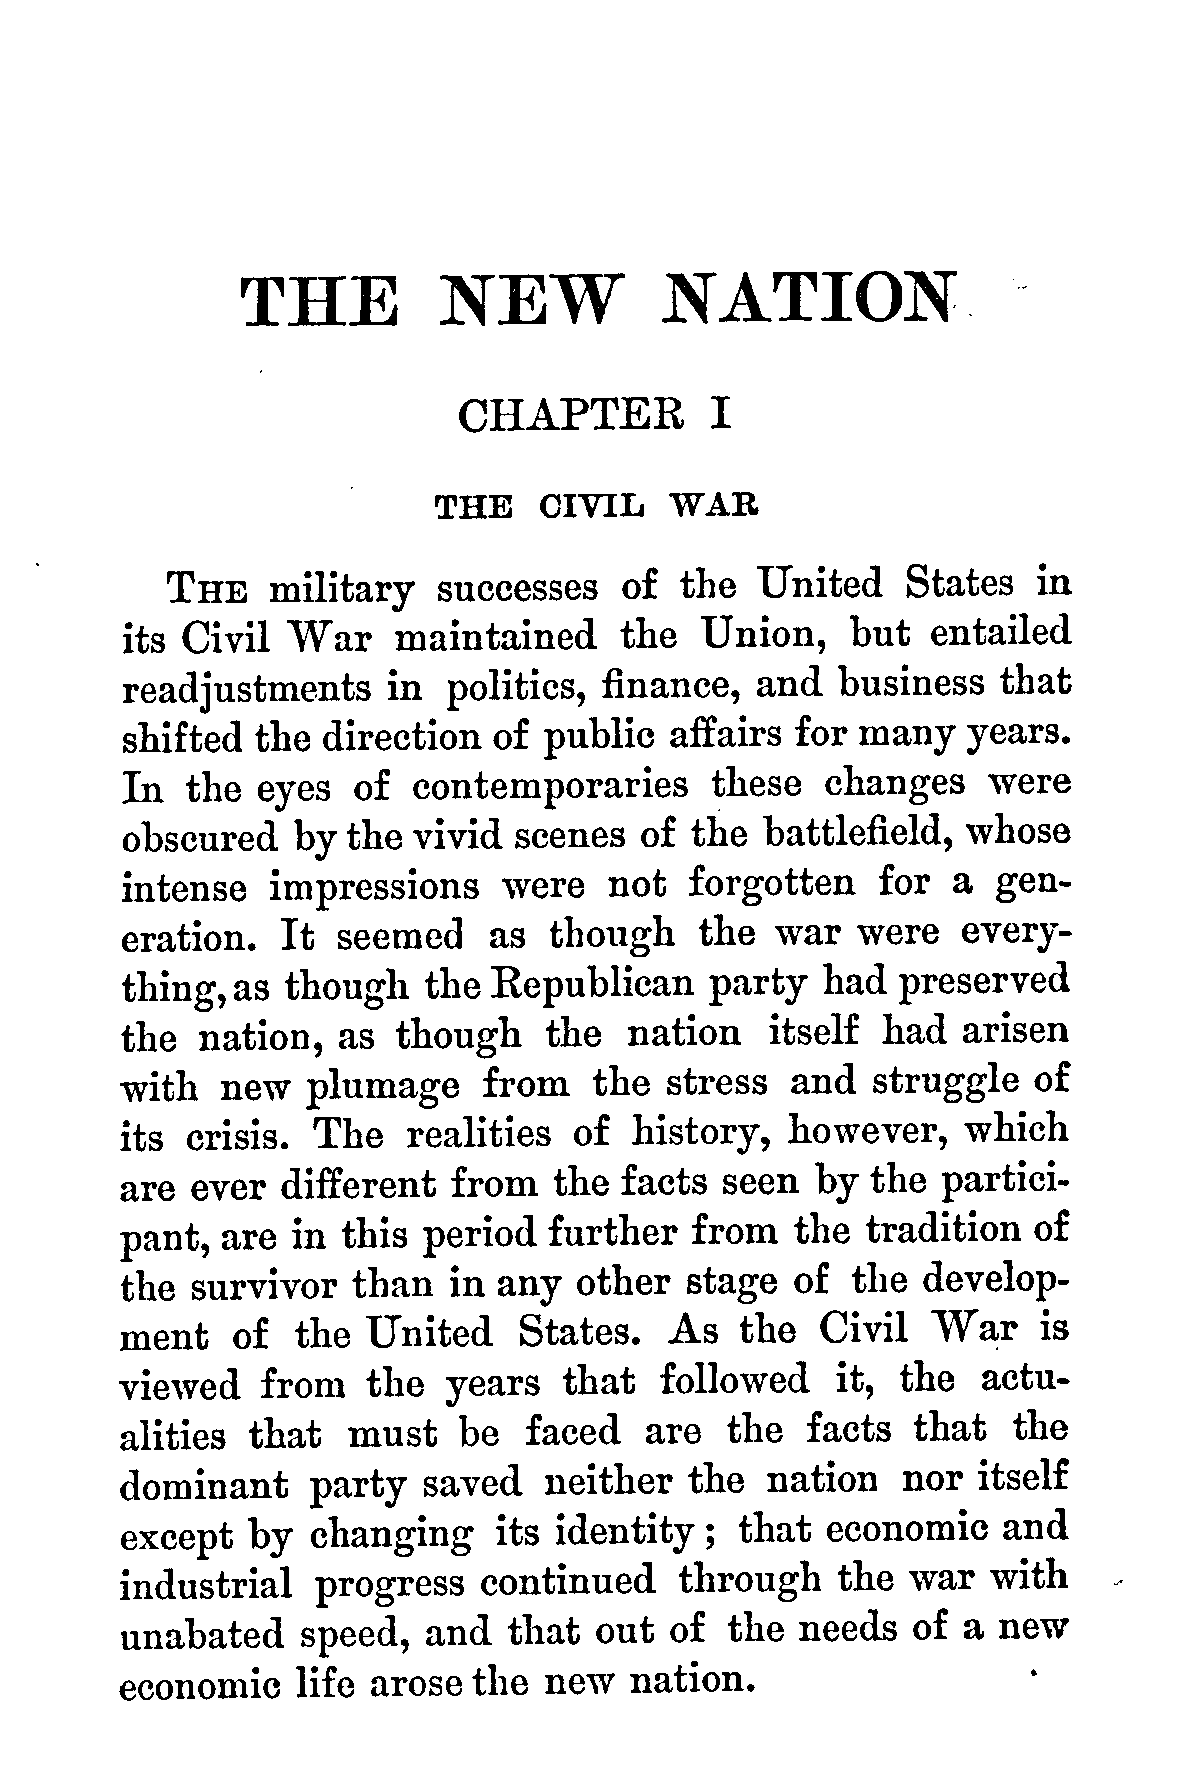 THE NEW NATION
CHAPTER I
THE CIVIL WAR
THE military successes of the United States in
its Civil War maintained the Union, but entailed
readjustments in politics, finance, and business that
shifted the direction of public affairs for many years.
In the eyes of contemporaries these changes were
obscured by the vivid scenes of the battlefield, whose
intense impressions were not forgotten for a gen-
eration. It seemed as though the war were every-
thing, as though the Republican party had preserved
the nation, as though the nation itself had arisen
with new plumage from the stress and struggle of
its crisis. The realities of history, however, which
are ever different from the facts seen by the partici-
pant, are in this period further from the tradition of
the survivor than in any other stage of the develop-
ment of the United States. As the Civil War is
viewed from the years that followed it, the actu-
alities that must be faced are the facts that the
dominant party saved neither the nation nor itself
except by changing its identity; that economic and
industrial progress continued through the war with
unabated speed, and that out of the needs of a new
economic life arose the new nation.